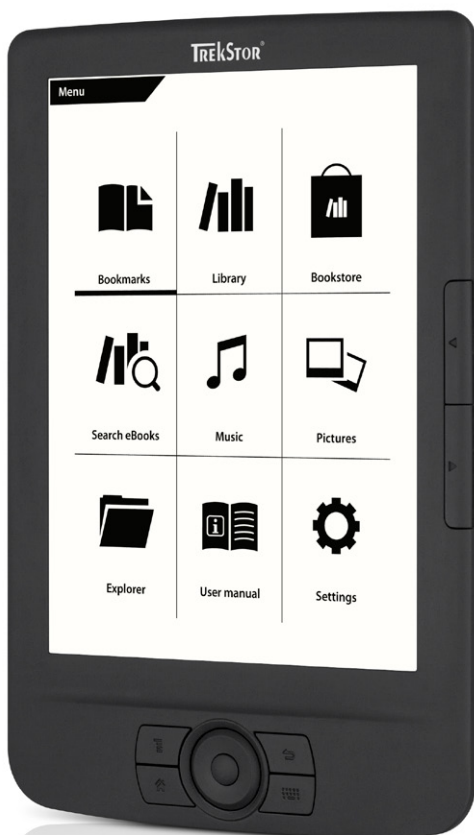 TREKSTOR®
Menu
Bookmarks
Library
Bookstore
Search eBooks
Music
Pictures
Explorer
User manual
Settings